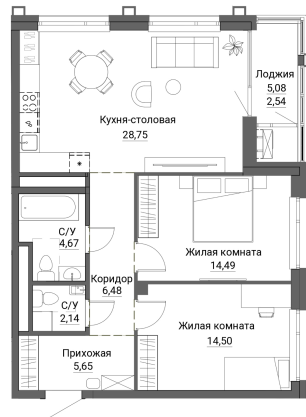 Лоджия
5,08
2,54
Кухня-столовая
28,75
С/У
4,67
Жилая комната
14,49
Коридор
6,48
С/У
2,14
Жилая комната
14,50
Прихожая
5,65